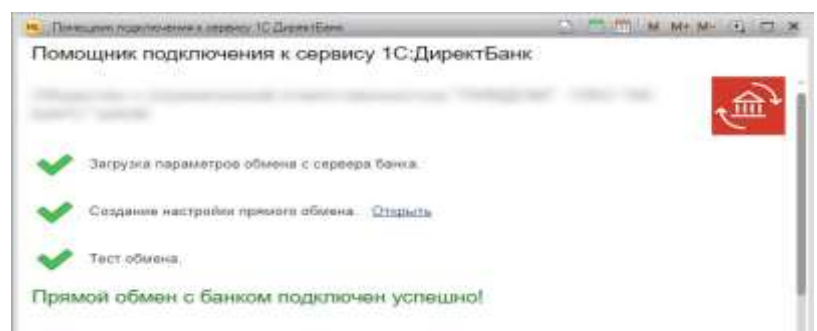 Помощник подключения к сервису 1С:ДиректБанк
M M+ M-
Помощник подключения к сервису 1С:ДиректБанк
Загрузка параметров обмена с сервера банка.
Создание настройки прямого обмена. Открыть
Тест обмена.
Прямой обмен с банком подключен успешно!